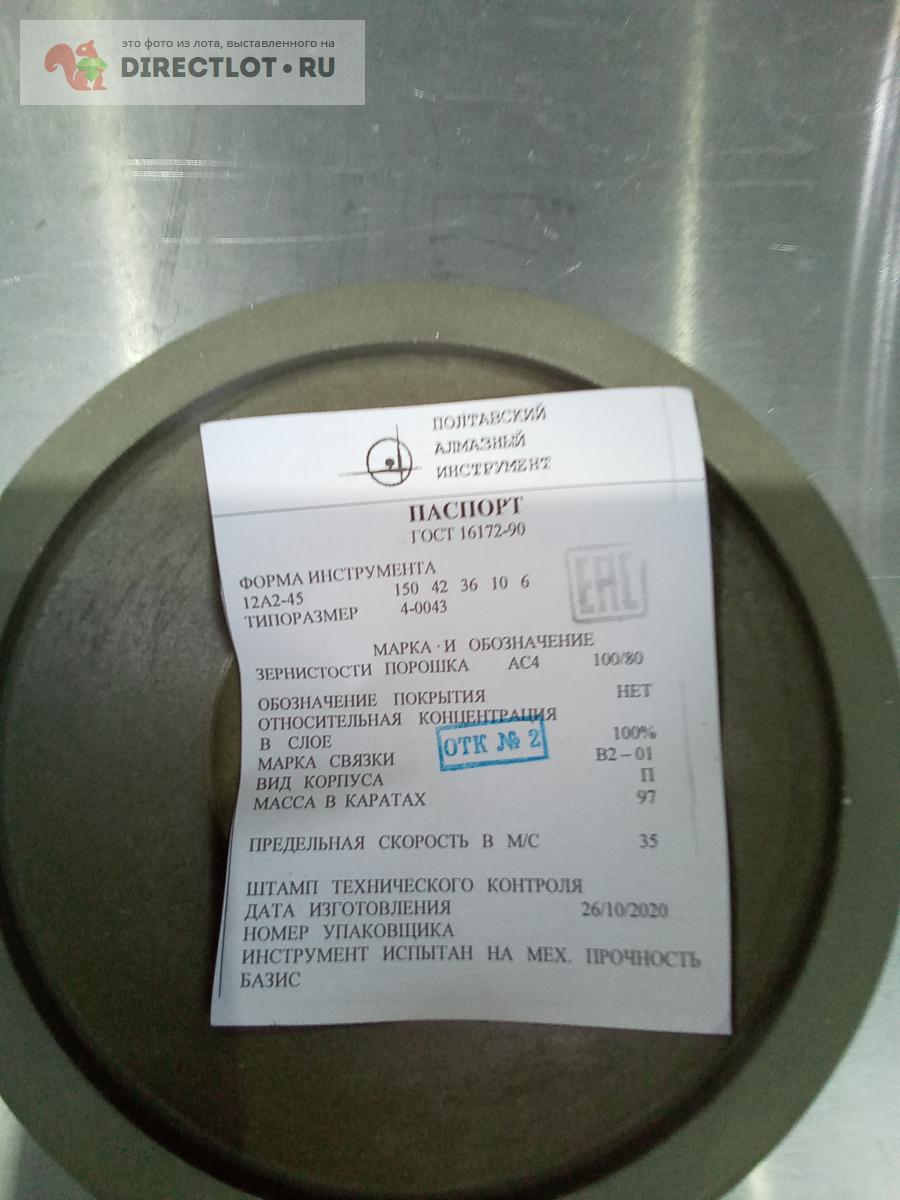 это фото из лота, выставленного на
DIRECTLOT.RU
ПОЛТАВСКИЙ
АЛМАЗНЫЙ
ИНСТРУМЕНТ
ПАСПОРТ
ГОСТ 16172-90
ФОРМА ИНСТРУМЕНТА
12А2-45 150 42 36 10 6
ТИПОРАЗМЕР 4-0043
ЕАС
МАРКА И ОБОЗНАЧЕНИЕ
ЗЕРНИСТОСТИ ПОРОШКА АС4 100/80
ОБОЗНАЧЕНИЕ ПОКРЫТИЯ НЕТ
ОТНОСИТЕЛЬНАЯ КОНЦЕНТРАЦИЯ
В СЛОЕ 100%
ОТК № 2
МАРКА СВЯЗКИ В2 – 01
ВИД КОРПУСА П
МАССА В КАРАТАХ 97
ПРЕДЕЛЬНАЯ СКОРОСТЬ В М/С 35
ШТАМП ТЕХНИЧЕСКОГО КОНТРОЛЯ
ДАТА ИЗГОТОВЛЕНИЯ 26/10/2020
НОМЕР УПАКОВЩИКА
ИНСТРУМЕНТ ИСПЫТАН НА МЕХ. ПРОЧНОСТЬ
БАЗИС